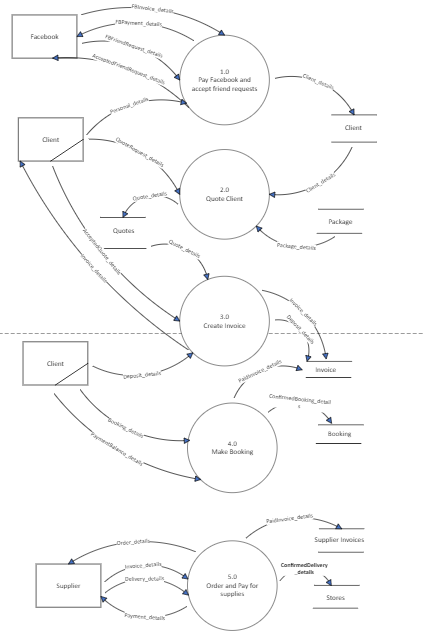 FBInvoice_details
FBPayment_details
Facebook
FBFriendRequest_details
AcceptedFriendRequest_details
1.0
Pay Facebook and
accept friend requests
Client_details
Personal_details
Client
Client
QuoteRequest_details
Client_details
2.0
Quote Client
Quote_details
Package
Quotes
Package_details
AcceptedQuote_details
Quote_details
Invoice_details
3.0
Create Invoice
Invoice_details
Deposit_details
Client
Deposit_details
PaidInvoice_details
Invoice
ConfirmedBooking_detail
s
Booking_details
Booking
PaymentBalance_details
4.0
Make Booking
PaidInvoice_details
Supplier Invoices
Order_details
Invoice_details
ConfirmedDelivery
_details
Supplier
Delivery_details
5.0
Order and Pay for
supplies
Stores
Payment_details